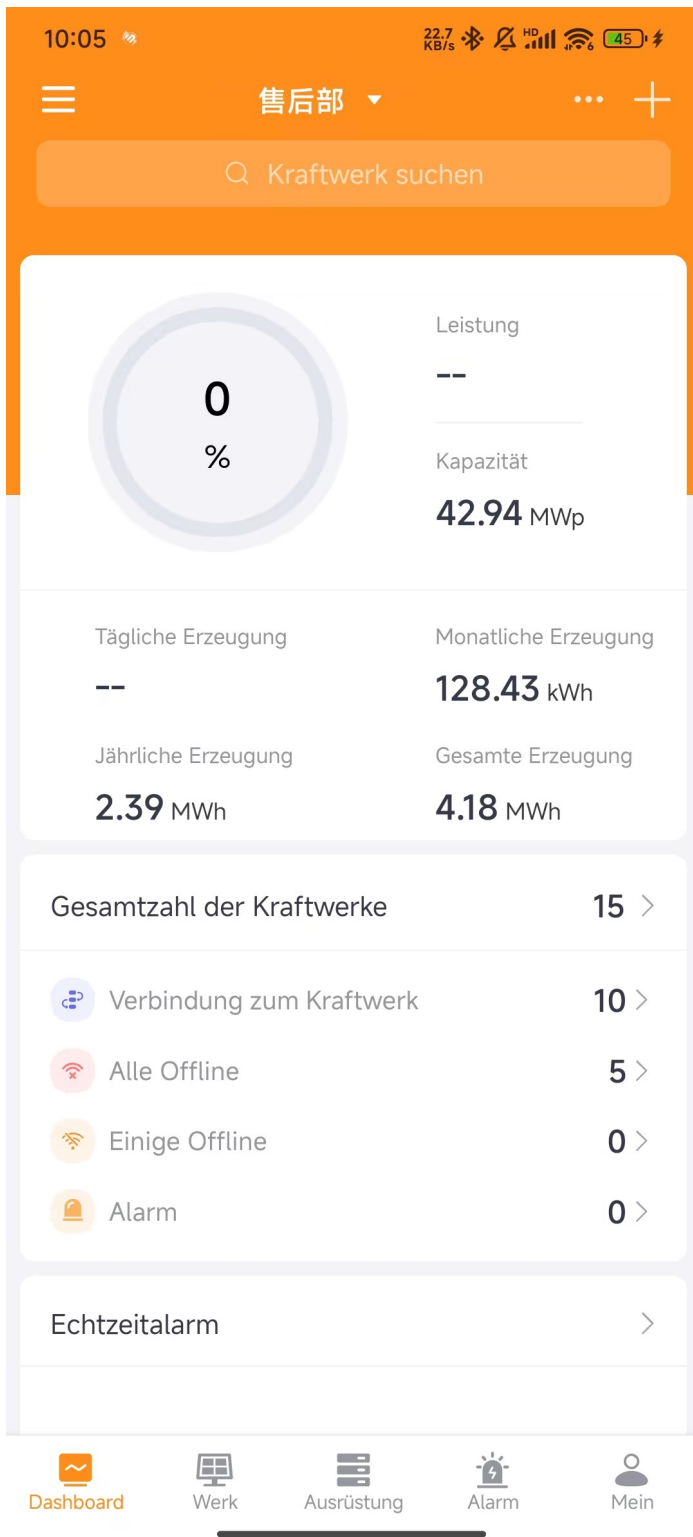 10:05
22.7 KB/s HD 6 45
售后部
Kraftwerk suchen
0
%
Leistung
--
Kapazität
42.94 MWp
Tägliche Erzeugung
--
Monatliche Erzeugung
128.43 kWh
Jährliche Erzeugung
2.39 MWh
Gesamte Erzeugung
4.18 MWh
Gesamtzahl der Kraftwerke 15
Verbindung zum Kraftwerk 10
Alle Offline 5
Einige Offline 0
Alarm 0
Echtzeitalarm
Dashboard Werk Ausrüstung Alarm Mein